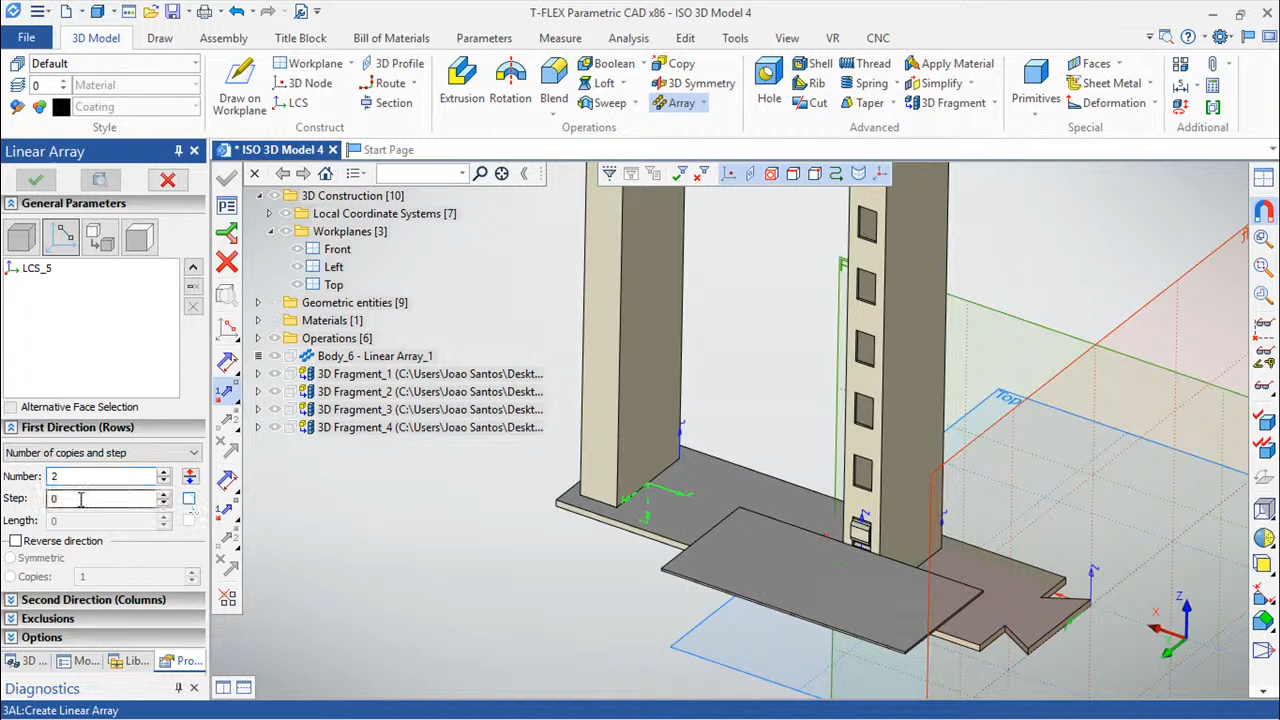 T-FLEX Parametric CAD x86 - ISO 3D Model 4
File
3D Model
Draw
Assembly
Title Block
Bill of Materials
Parameters
Measure
Analysis
Edit
Tools
View
VR
CNC
Default
0
Material
Coating
Style
Draw on Workplane
Workplane
3D Node
LCS
3D Profile
Route
Section
Construct
Extrusion
Rotation
Blend
Boolean
Loft
Sweep
Copy
3D Symmetry
Array
Operations
Hole
Shell
Rib
Cut
Thread
Spring
Taper
Apply Material
Simplify
3D Fragment
Advanced
Primitives
Faces
Sheet Metal
Deformation
Special
Additional
Linear Array
* ISO 3D Model 4
Start Page
General Parameters
LCS_5
Alternative Face Selection
First Direction (Rows)
Number of copies and step
Number: 2
Step: 0
Length: 0
Reverse direction
Symmetric
Copies: 1
Second Direction (Columns)
Exclusions
Options
3D ...
Mo...
Lib...
Pro...
Diagnostics
3D Construction [10]
Local Coordinate Systems [7]
Workplanes [3]
Front
Left
Top
Geometric entities [9]
Materials [1]
Operations [6]
Body_6 - Linear Array_1
3D Fragment_1 (C:\Users\Joao Santos\Deskt...
3D Fragment_2 (C:\Users\Joao Santos\Deskt...
3D Fragment_3 (C:\Users\Joao Santos\Deskt...
3D Fragment_4 (C:\Users\Joao Santos\Deskt...
Top
Z
Z
Z
X
3AL: Create Linear Array